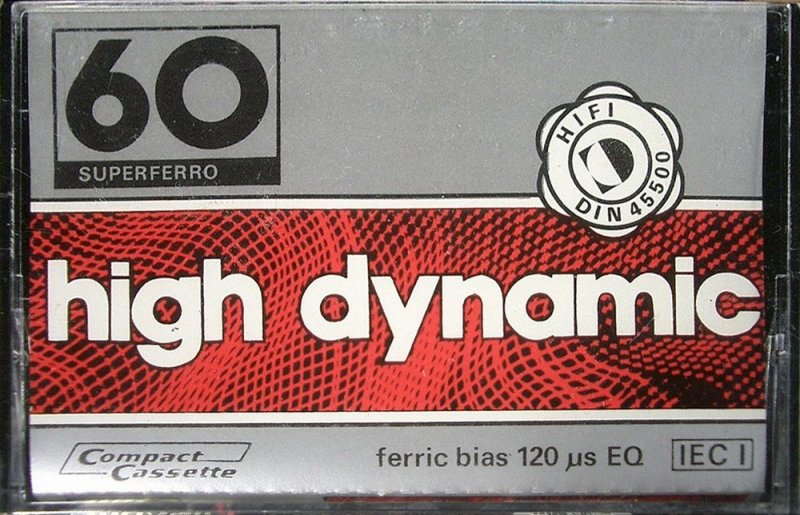 60
SUPERFERRO
HIFI
DIN 45500
high dynamic
Compact
Cassette
ferric bias 120 µs EQ
IEC I